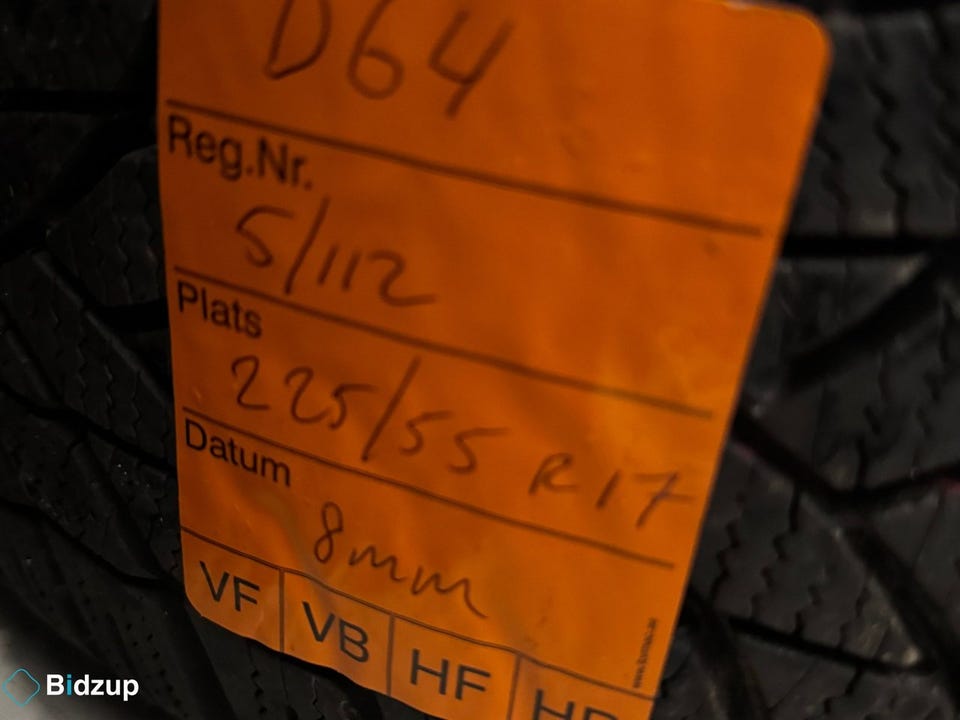 D64
Reg.Nr.
5/112
Plats
225/55 R17
Datum
8mm
VF VB HF
Bidzup